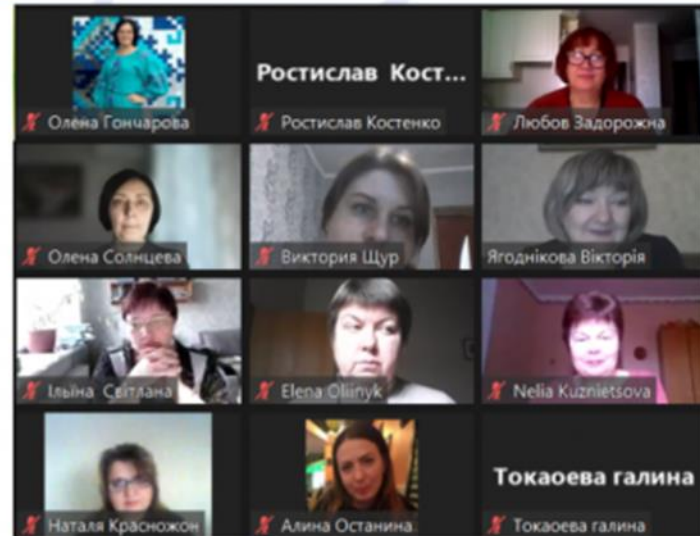 Олена Гончарова
Ростислав Кост...
Ростислав Костенко
Любов Задорожна
Олена Солнцева
Виктория Щур
Ягоднікова Вікторія
Ільїна Світлана
Elena Oliinyk
Nelia Kuznietsova
Наталя Красножон
Алина Останина
Токаоева галина
Токаоева галина